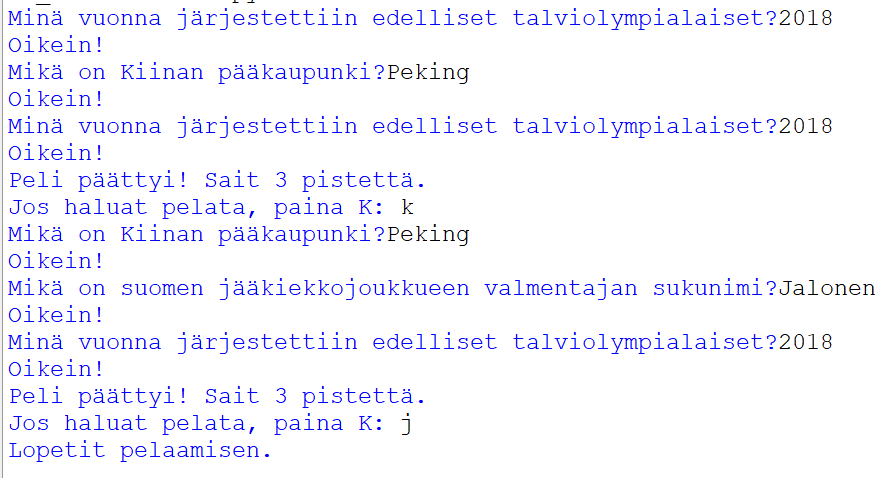 Minä vuonna järjestettiin edelliset talviolympialaiset?2018
Oikein!
Mikä on Kiinan pääkaupunki?Peking
Oikein!
Minä vuonna järjestettiin edelliset talviolympialaiset?2018
Oikein!
Peli päättyi! Sait 3 pistettä.
Jos haluat pelata, paina K: k
Mikä on Kiinan pääkaupunki?Peking
Oikein!
Mikä on suomen jääkiekkojoukkueen valmentajan sukunimi?Jalonen
Oikein!
Minä vuonna järjestettiin edelliset talviolympialaiset?2018
Oikein!
Peli päättyi! Sait 3 pistettä.
Jos haluat pelata, paina K: j
Lopetit pelaamisen.